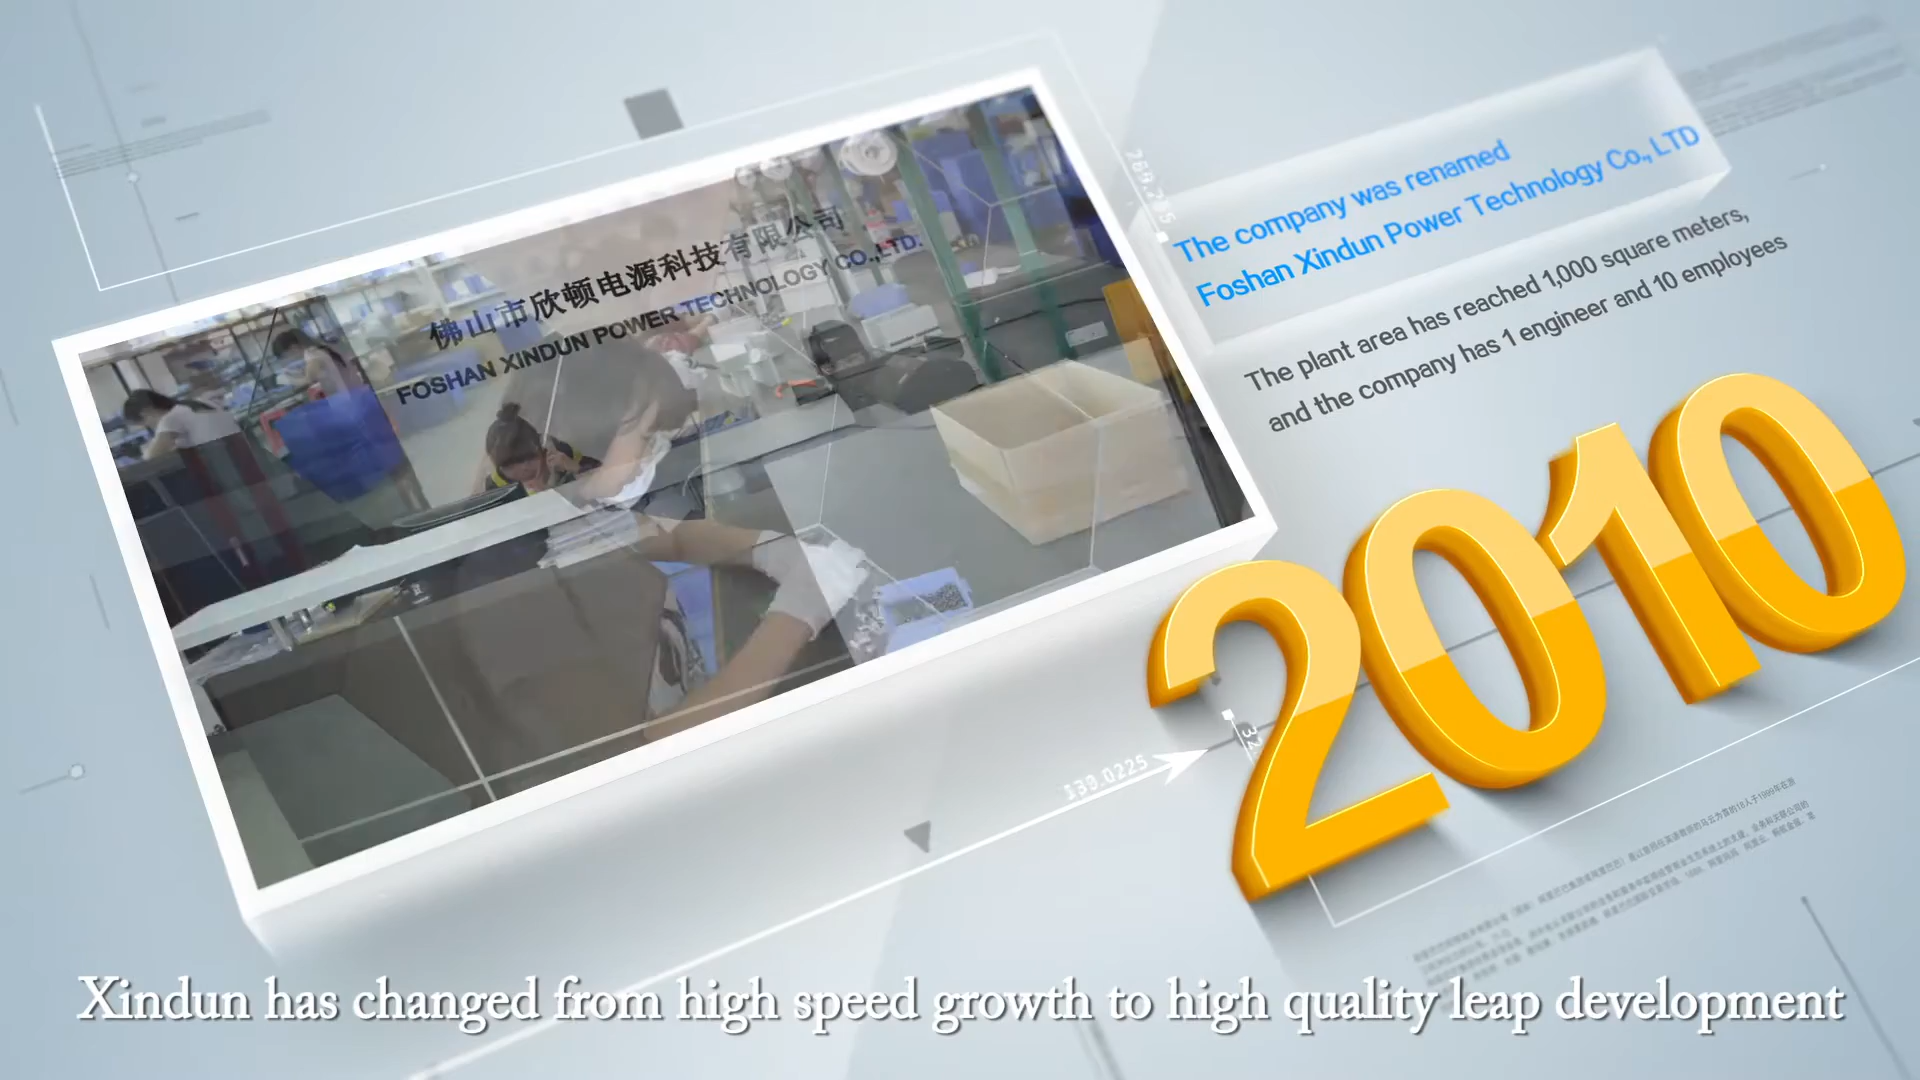 佛山市欣顿电源科技有限公司
FOSHAN XINDUN POWER TECHNOLOGY CO.,LTD.
The company was renamed
Foshan Xindun Power Technology Co., LTD
The plant area has reached 1,000 square meters,
and the company has 1 engineer and 10 employees
2010
138.0225
Xindun has changed from high speed growth to high quality leap development